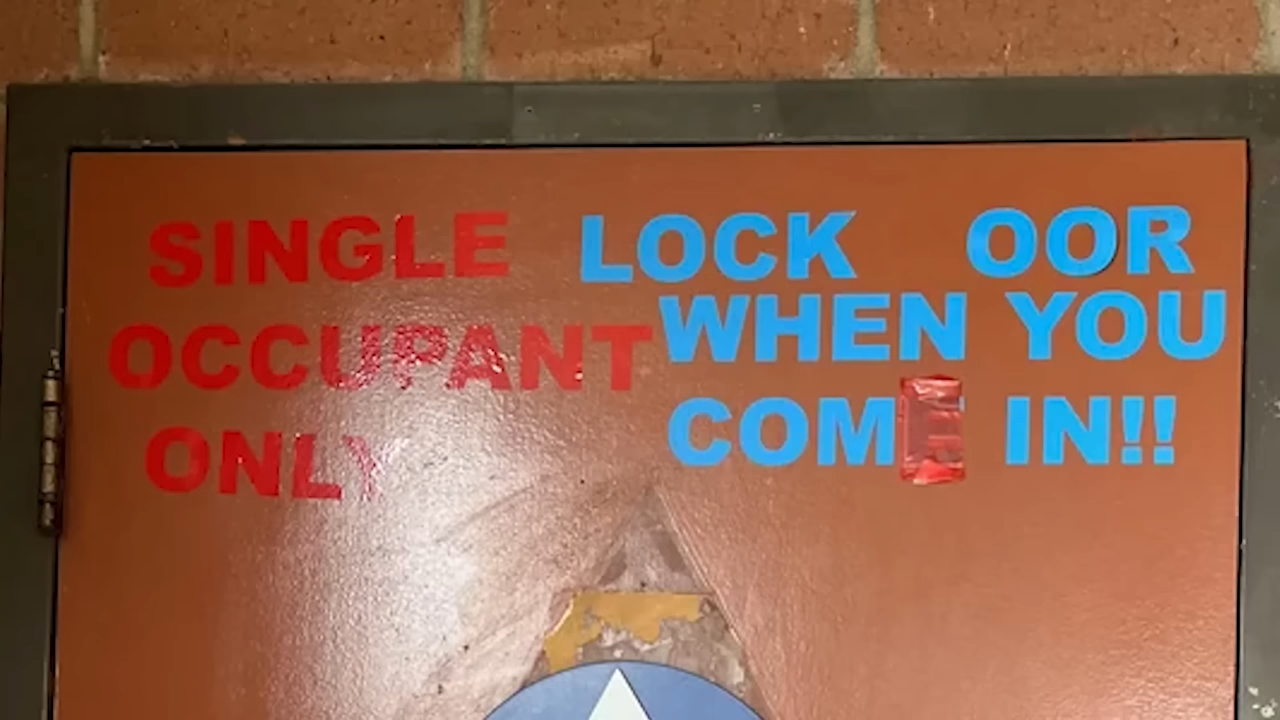 SINGLE
OCCUPANT
ONLY
LOCK OOR
WHEN YOU
COME IN!!